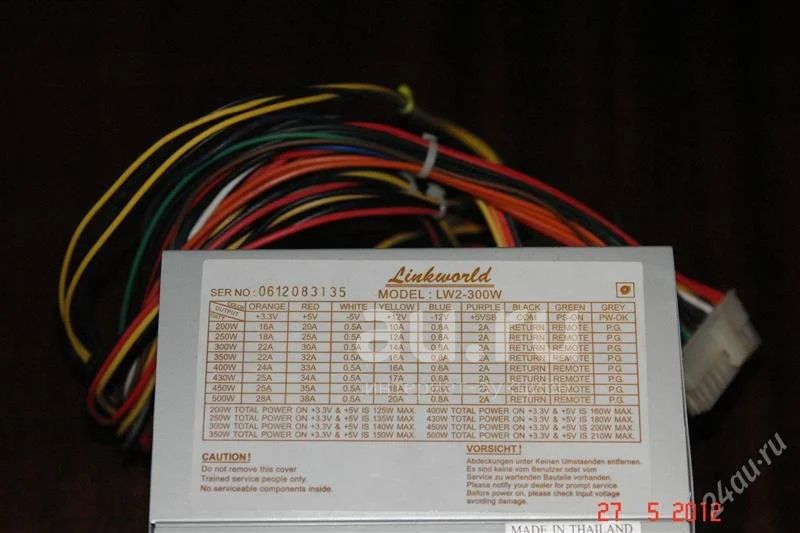 Linkworld
SER NO: 0612083135 MODEL : LW2-300W
COLOR ORANGE RED WHITE YELLOW BLUE PURPLE BLACK GREEN GREY
OUTPUT +3.3V +5V -5V +12V -12V +5VSB COM PS-ON PW-OK
200W 16A 20A 0.5A 10A 0.8A 2A RETURN REMOTE P.G.
250W 18A 25A 0.5A 0.8A 2A RETURN REMOTE P.G.
300W 22A 30A 0.5A 14A 0.8A 2A RETURN REMOTE P.G.
350W 22A 32A 0.5A 16A 0.8A 2A RETURN REMOTE P.G.
400W 24A 33A 0.5A 0.8A 2A RETURN REMOTE P.G.
430W 25A 34A 0.5A 17A 0.8A 2A RETURN REMOTE P.G.
450W 25A 35A 0.5A 18A 0.8A 2A RETURN REMOTE P.G.
500W 28A 38A 0.5A 20A 0.8A 2A RETURN REMOTE P.G.
200W TOTAL POWER ON +3.3V & +5V IS 125W MAX. 400W TOTAL POWER ON +3.3V & +5V IS 160W MAX.
250W TOTAL POWER ON +3.3V & +5V IS 135W MAX. 430W TOTAL POWER ON +3.3V & +5V IS 180W MAX.
300W TOTAL POWER ON +3.3V & +5V IS 140W MAX. 450W TOTAL POWER ON +3.3V & +5V IS 200W MAX.
350W TOTAL POWER ON +3.3V & +5V IS 150W MAX. 500W TOTAL POWER ON +3.3V & +5V IS 210W MAX.
CAUTION !
Do not remove this cover
Trained service people only.
No serviceable components inside.
VORSICHT!
Abdeckungen unter Keinen Umstaenden entfernen.
Es sind keine vom Benutzer oder vom
Service zu wartenden Bauteile vorhanden.
Please notify your dealer for prompt service
Before power on, please check input voltage
avoiding damage.
MADE IN THAILAND
27 5 2012
au.ru
24au.ru